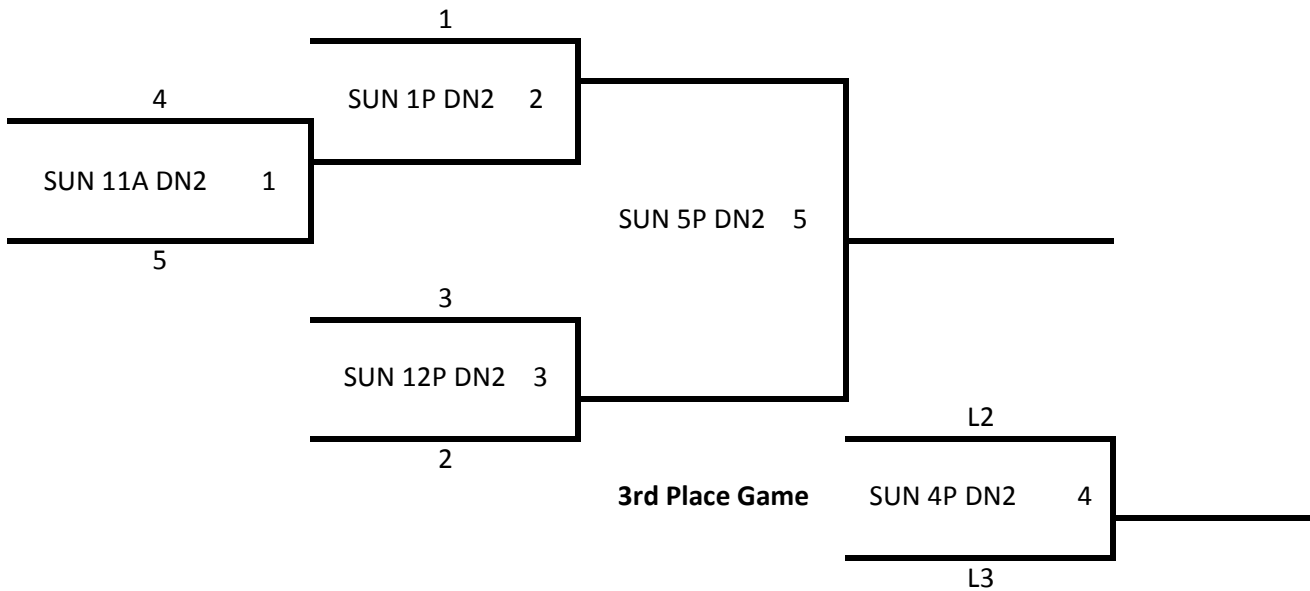 1
SUN 1P DN2 2
4
SUN 11A DN2 1
5
SUN 5P DN2 5
3
SUN 12P DN2 3
2
L2
3rd Place Game SUN 4P DN2 4
L3